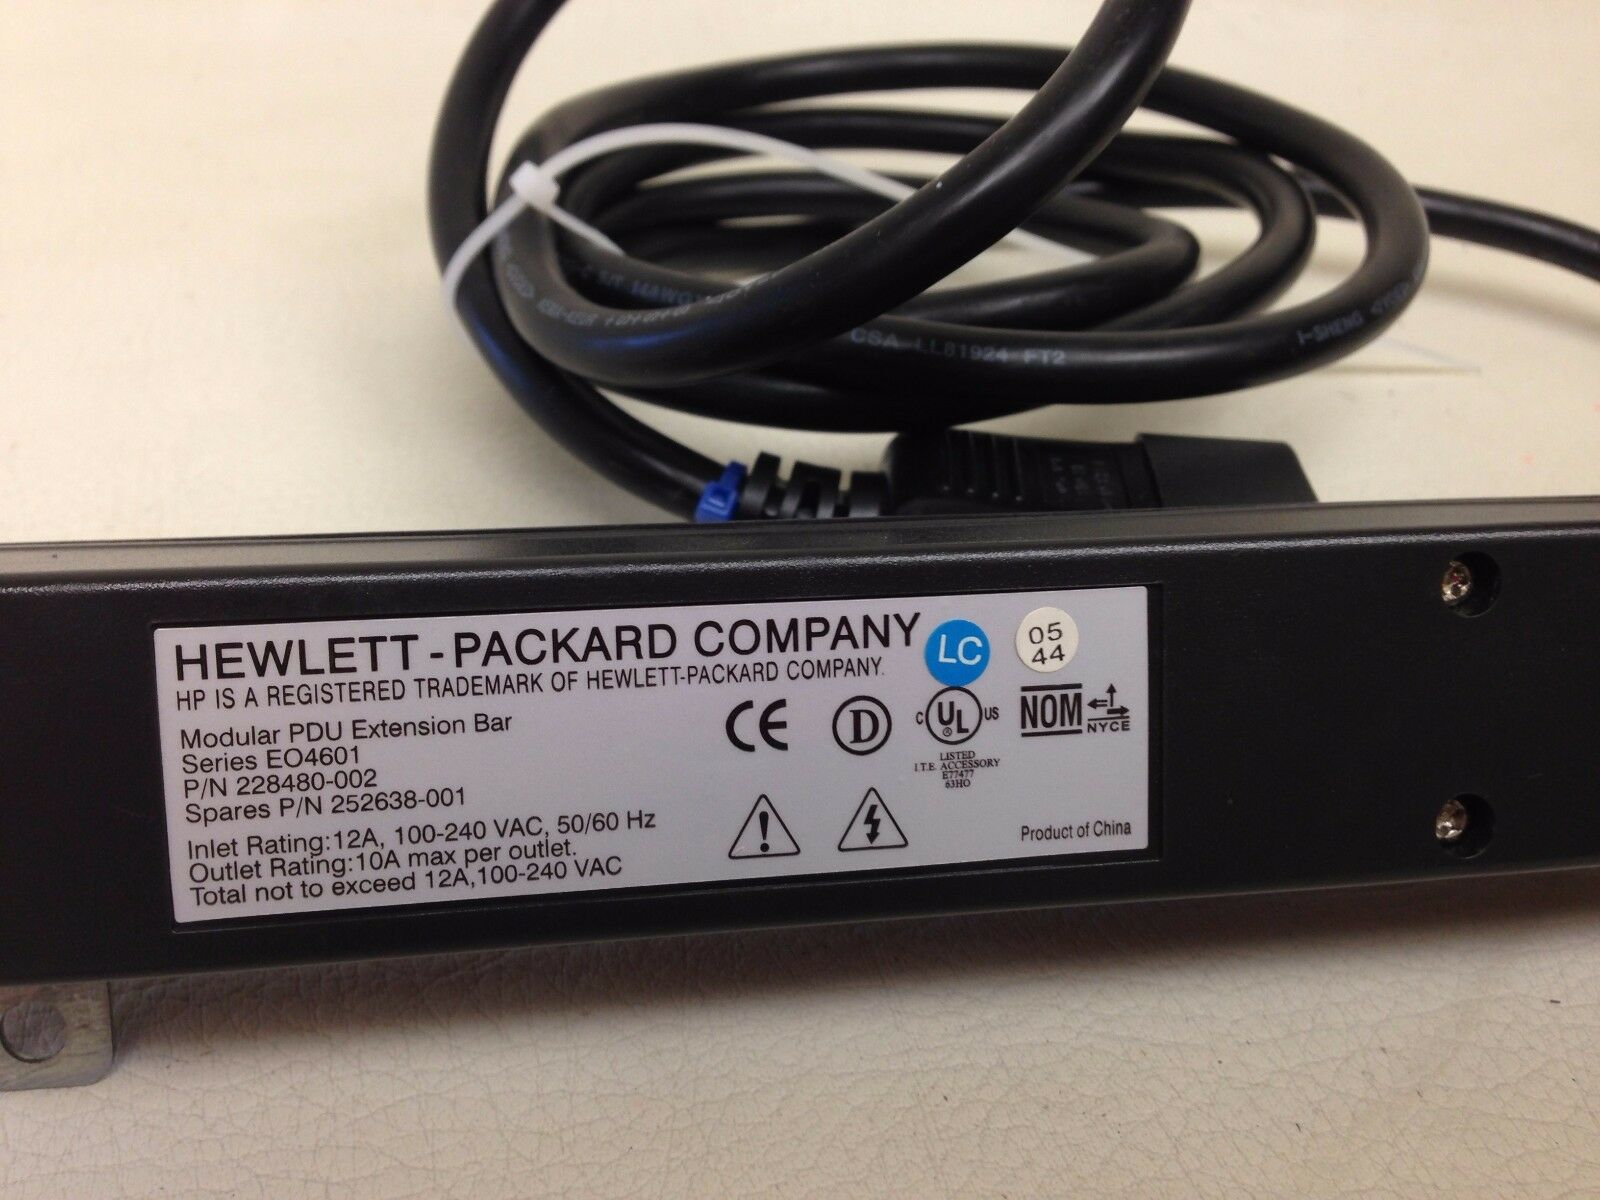 CSA LL81924 FT2
I-SHENG
HEWLETT-PACKARD COMPANY
HP IS A REGISTERED TRADEMARK OF HEWLETT-PACKARD COMPANY.
LC
05
44
Modular PDU Extension Bar
Series EO4601
P/N 228480-002
Spares P/N 252638-001
Inlet Rating:12A, 100-240 VAC, 50/60 Hz
Outlet Rating:10A max per outlet.
Total not to exceed 12A,100-240 VAC
CE
D
C UL US
LISTED
I.T.E. ACCESSORY
E77477
63HO
NOM
NYCE
Product of China